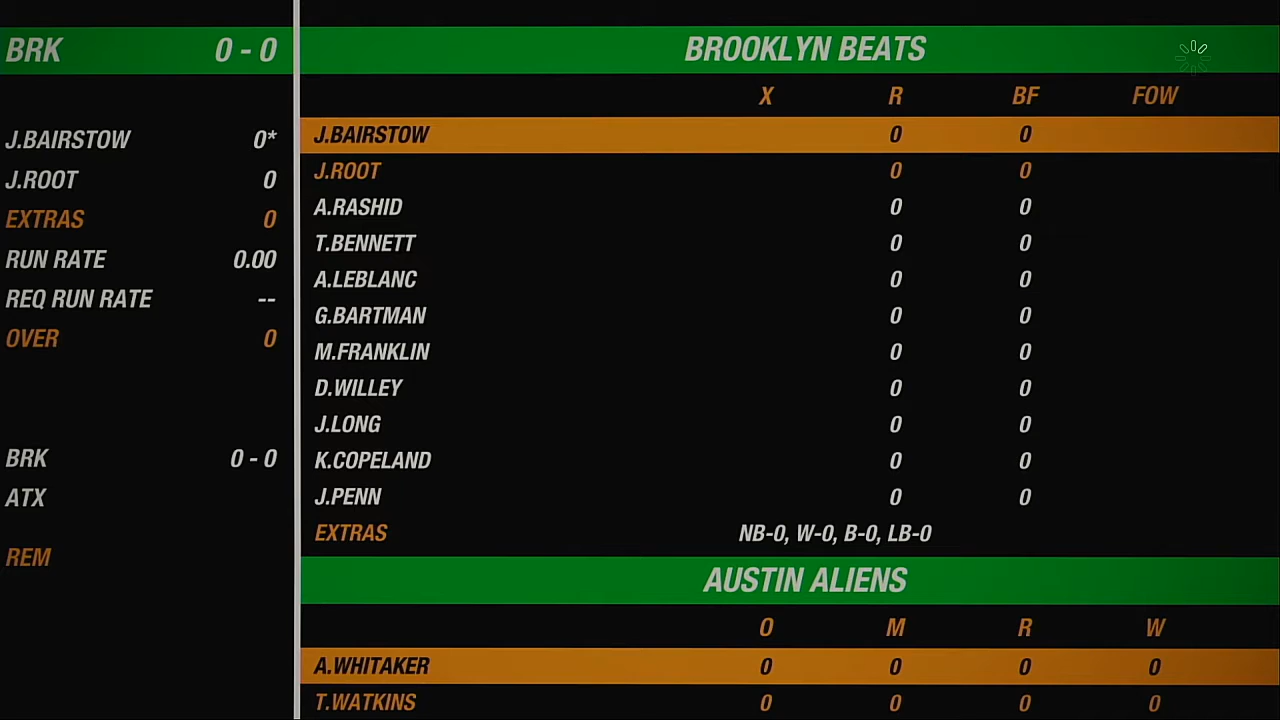 BRK 0 - 0
J.BAIRSTOW 0*
J.ROOT 0
EXTRAS 0
RUN RATE 0.00
REQ RUN RATE --
OVER 0
BRK 0 - 0
ATX
REM
BROOKLYN BEATS
X R BF FOW
J.BAIRSTOW 0 0
J.ROOT 0 0
A.RASHID 0 0
T.BENNETT 0 0
A.LEBLANC 0 0
G.BARTMAN 0 0
M.FRANKLIN 0 0
D.WILLEY 0 0
J.LONG 0 0
K.COPELAND 0 0
J.PENN 0 0
EXTRAS NB-0, W-0, B-0, LB-0
AUSTIN ALIENS
O M R W
A.WHITAKER 0 0 0 0
T.WATKINS 0 0 0 0